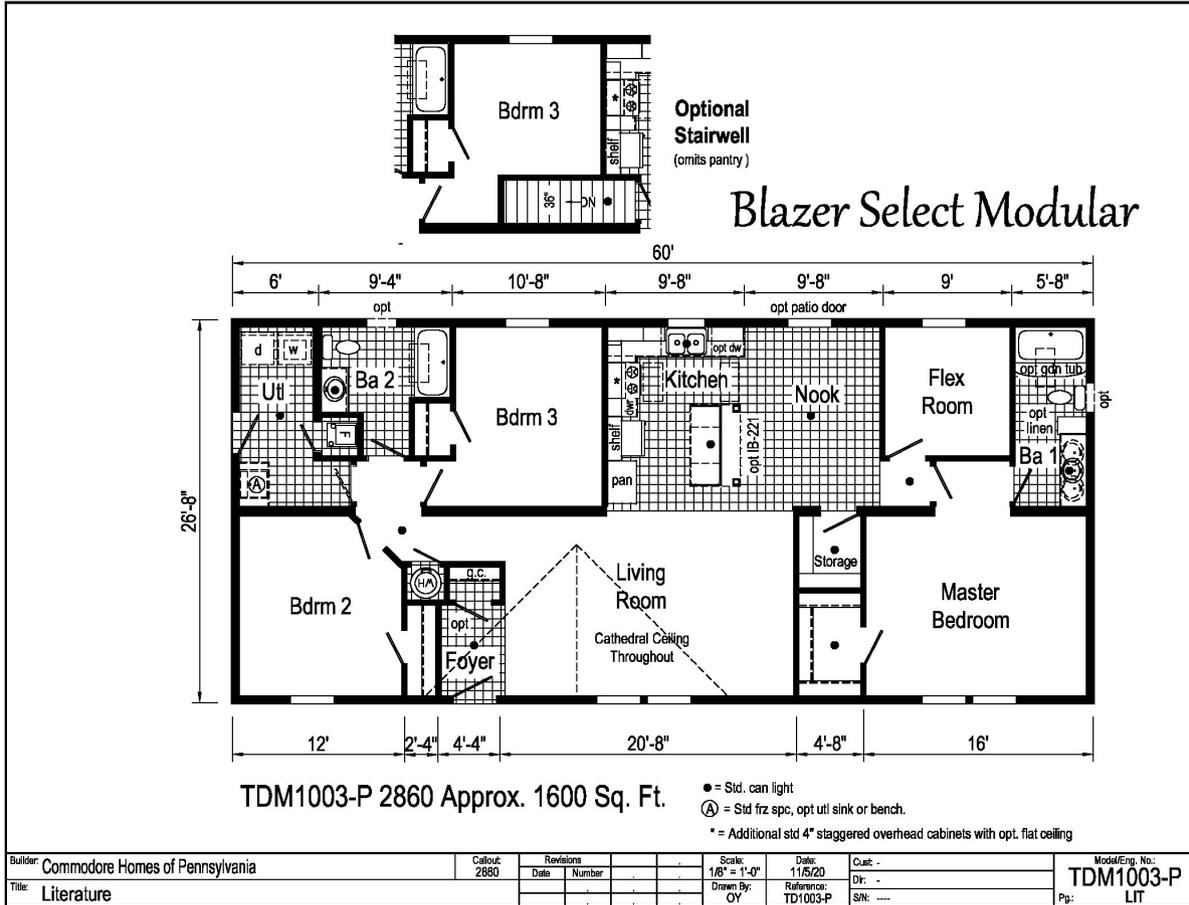 Bdrm 3
shelf
36"
DN
Optional
Stairwell
(omits pantry )
Blazer Select Modular
60'
6'
9'-4"
10'-8"
9'-8"
9'-8"
9'
5'-8"
opt
opt patio door
d
w
Utl
Ba 2
F
A
Bdrm 3
*
Kitchen
opt dw
dwr
shelf
pan
opt IB-221
Nook
Flex
Room
opt gdn tub
opt
linen
Ba 1
opt
26'-8"
Bdrm 2
WH
g.c.
opt
Foyer
Living
Room
Cathedral Ceiling
Throughout
Storage
Master
Bedroom
12'
2'-4"
4'-4"
20'-8"
4'-8"
16'
TDM1003-P 2860 Approx. 1600 Sq. Ft.
● = Std. can light
Ⓐ = Std frz spc, opt utl sink or bench.
* = Additional std 4" staggered overhead cabinets with opt. flat ceiling
Builder: Commodore Homes of Pennsylvania
Title: Literature
Callout:
2860
Revisions
Date Number
Scale:
1/8" = 1'-0"
Drawn By:
OY
Date:
11/5/20
Reference:
TD1003-P
Cust: -
Dlr: -
S/N: ----
Model/Eng. No.:
TDM1003-P
Pg.: LIT